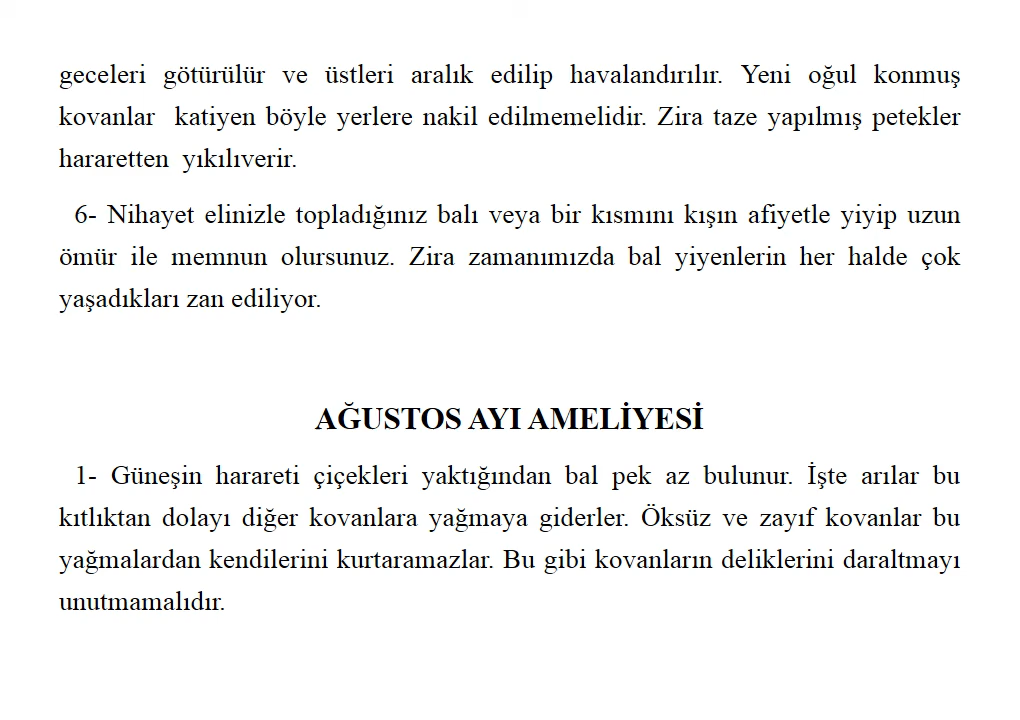 geceleri götürülür ve üstleri aralık edilip havalandırılır. Yeni oğul konmuş
kovanlar katiyen böyle yerlere nakil edilmemelidir. Zira taze yapılmış petekler
hararetten yıkılıverir.
6- Nihayet elinizle topladığınız balı veya bir kısmını kışın afiyetle yiyip uzun
ömür ile memnun olursunuz. Zira zamanımızda bal yiyenlerin her halde çok
yaşadıkları zan ediliyor.
AĞUSTOS AYI AMELİYESİ
1- Güneşin harareti çiçekleri yaktığından bal pek az bulunur. İşte arılar bu
kıtlıktan dolayı diğer kovanlara yağmaya giderler. Öksüz ve zayıf kovanlar bu
yağmalardan kendilerini kurtaramazlar. Bu gibi kovanların deliklerini daraltmayı
unutmamalıdır.